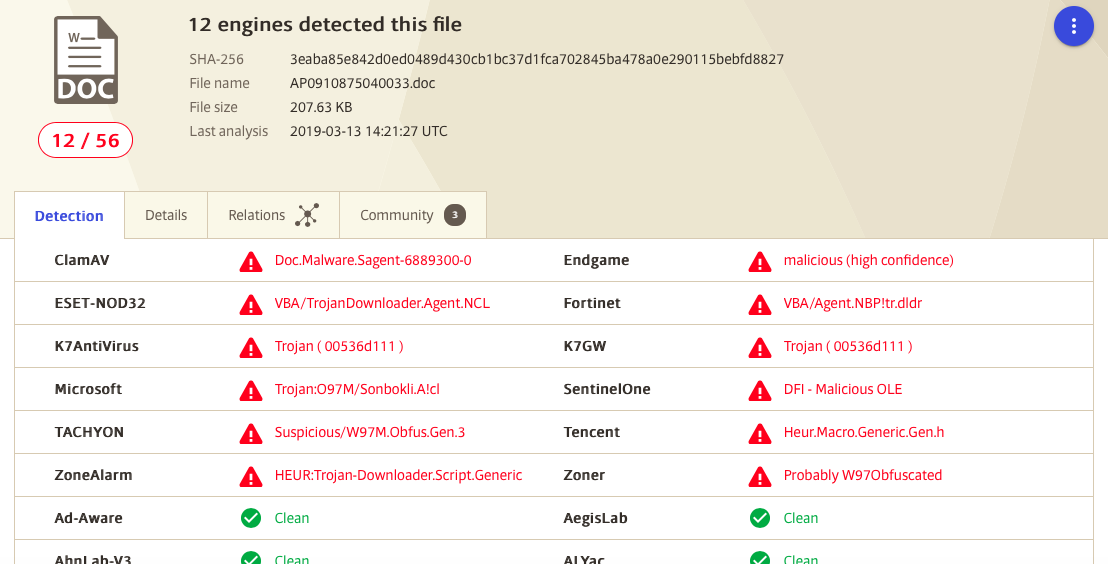 12 engines detected this file
SHA-256 3eaba85e842d0ed0489d430cb1bc37d1fca702845ba478a0e290115bebfd8827
File name AP0910875040033.doc
File size 207.63 KB
Last analysis 2019-03-13 14:21:27 UTC
W
DOC
12 / 56
Detection Details Relations Community 3
ClamAV Doc.Malware.Sagent-6889300-0 Endgame malicious (high confidence)
ESET-NOD32 VBA/TrojanDownloader.Agent.NCL Fortinet VBA/Agent.NBP!tr.dldr
K7AntiVirus Trojan ( 00536d111 ) K7GW Trojan ( 00536d111 )
Microsoft Trojan:O97M/Sonbokli.A!cl SentinelOne DFI - Malicious OLE
TACHYON Suspicious/W97M.Obfus.Gen.3 Tencent Heur.Macro.Generic.Gen.h
ZoneAlarm HEUR:Trojan-Downloader.Script.Generic Zoner Probably W97Obfuscated
Ad-Aware Clean AegisLab Clean
AhnLab-V3 Clean ALYac Clean